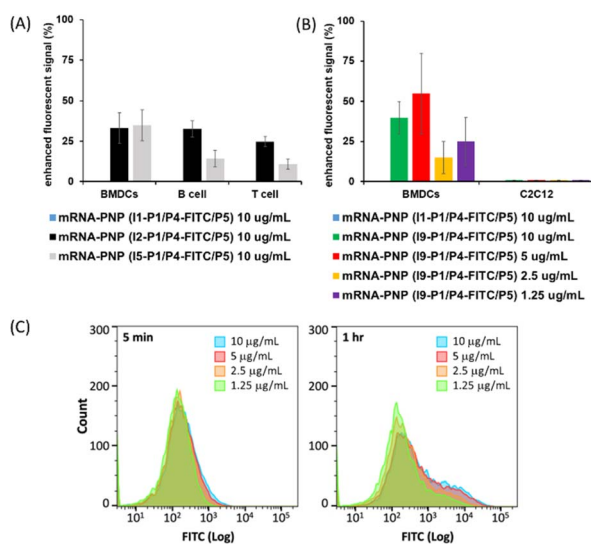 (A)
enhanced fluorescent signal (%)
100
75
50
25
0
BMDCs B cell T cell
mRNA-PNP (I1-P1/P4-FITC/P5) 10 ug/mL
mRNA-PNP (I2-P1/P4-FITC/P5) 10 ug/mL
mRNA-PNP (I5-P1/P4-FITC/P5) 10 ug/mL
(B)
enhanced fluorescent signal (%)
100
75
50
25
0
BMDCs C2C12
mRNA-PNP (I1-P1/P4-FITC/P5) 10 ug/mL
mRNA-PNP (I9-P1/P4-FITC/P5) 10 ug/mL
mRNA-PNP (I9-P1/P4-FITC/P5) 5 ug/mL
mRNA-PNP (I9-P1/P4-FITC/P5) 2.5 ug/mL
mRNA-PNP (I9-P1/P4-FITC/P5) 1.25 ug/mL
(C)
Count
300
200
100
0
5 min
10 µg/mL
5 µg/mL
2.5 µg/mL
1.25 µg/mL
10¹ 10² 10³ 10⁴ 10⁵
FITC (Log)
300
200
100
0
1 hr
10 µg/mL
5 µg/mL
2.5 µg/mL
1.25 µg/mL
10¹ 10² 10³ 10⁴ 10⁵
FITC (Log)